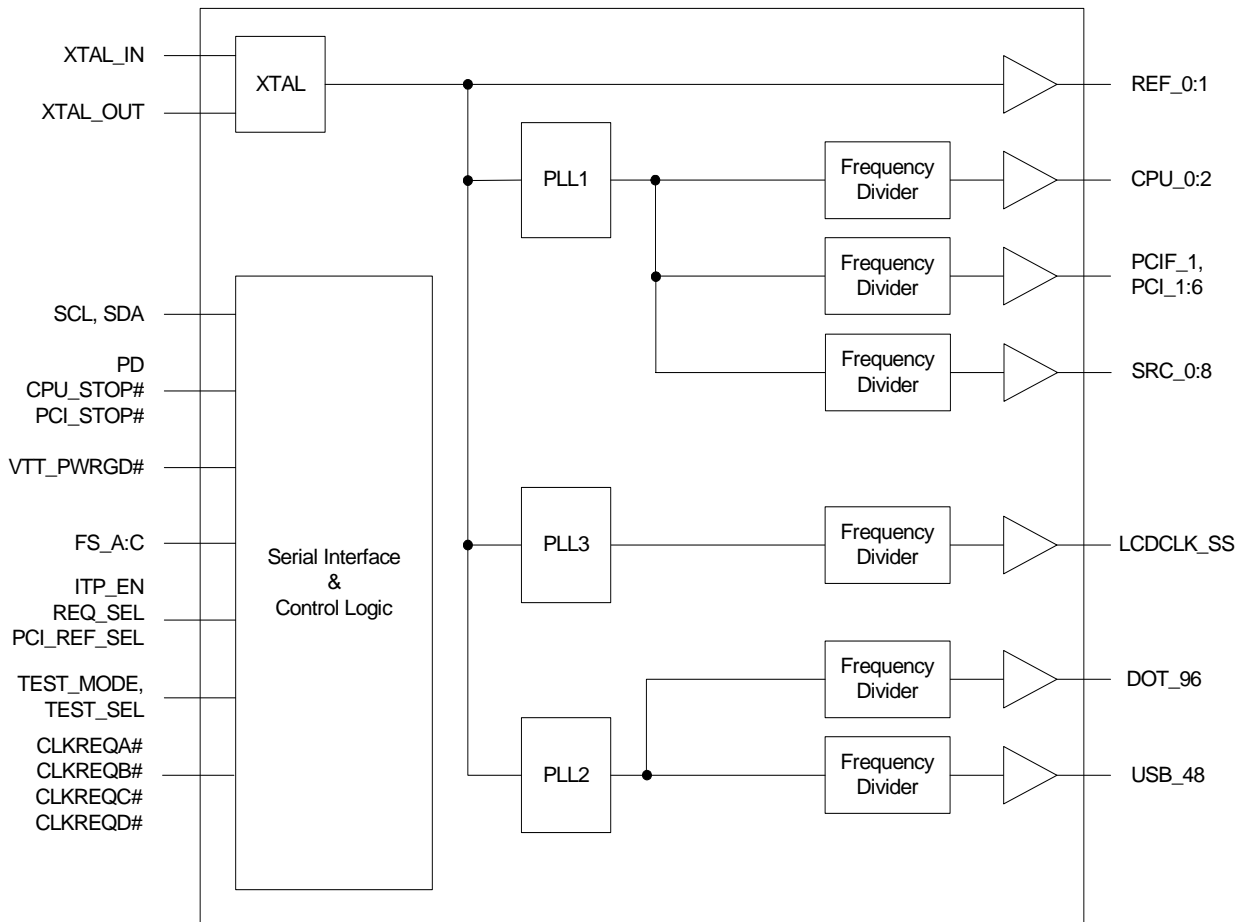 XTAL_IN
XTAL_OUT
XTAL
REF_0:1
PLL1
Frequency
Divider
CPU_0:2
Frequency
Divider
PCIF_1,
PCI_1:6
Frequency
Divider
SRC_0:8
SCL, SDA
PD
CPU_STOP#
PCI_STOP#
VTT_PWRGD#
FS_A:C
ITP_EN
REQ_SEL
PCI_REF_SEL
TEST_MODE,
TEST_SEL
CLKREQA#
CLKREQB#
CLKREQC#
CLKREQD#
Serial Interface
&
Control Logic
PLL3
Frequency
Divider
LCDCLK_SS
PLL2
Frequency
Divider
DOT_96
Frequency
Divider
USB_48